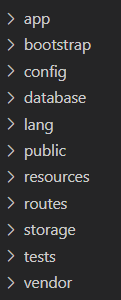 app
bootstrap
config
database
lang
public
resources
routes
storage
tests
vendor